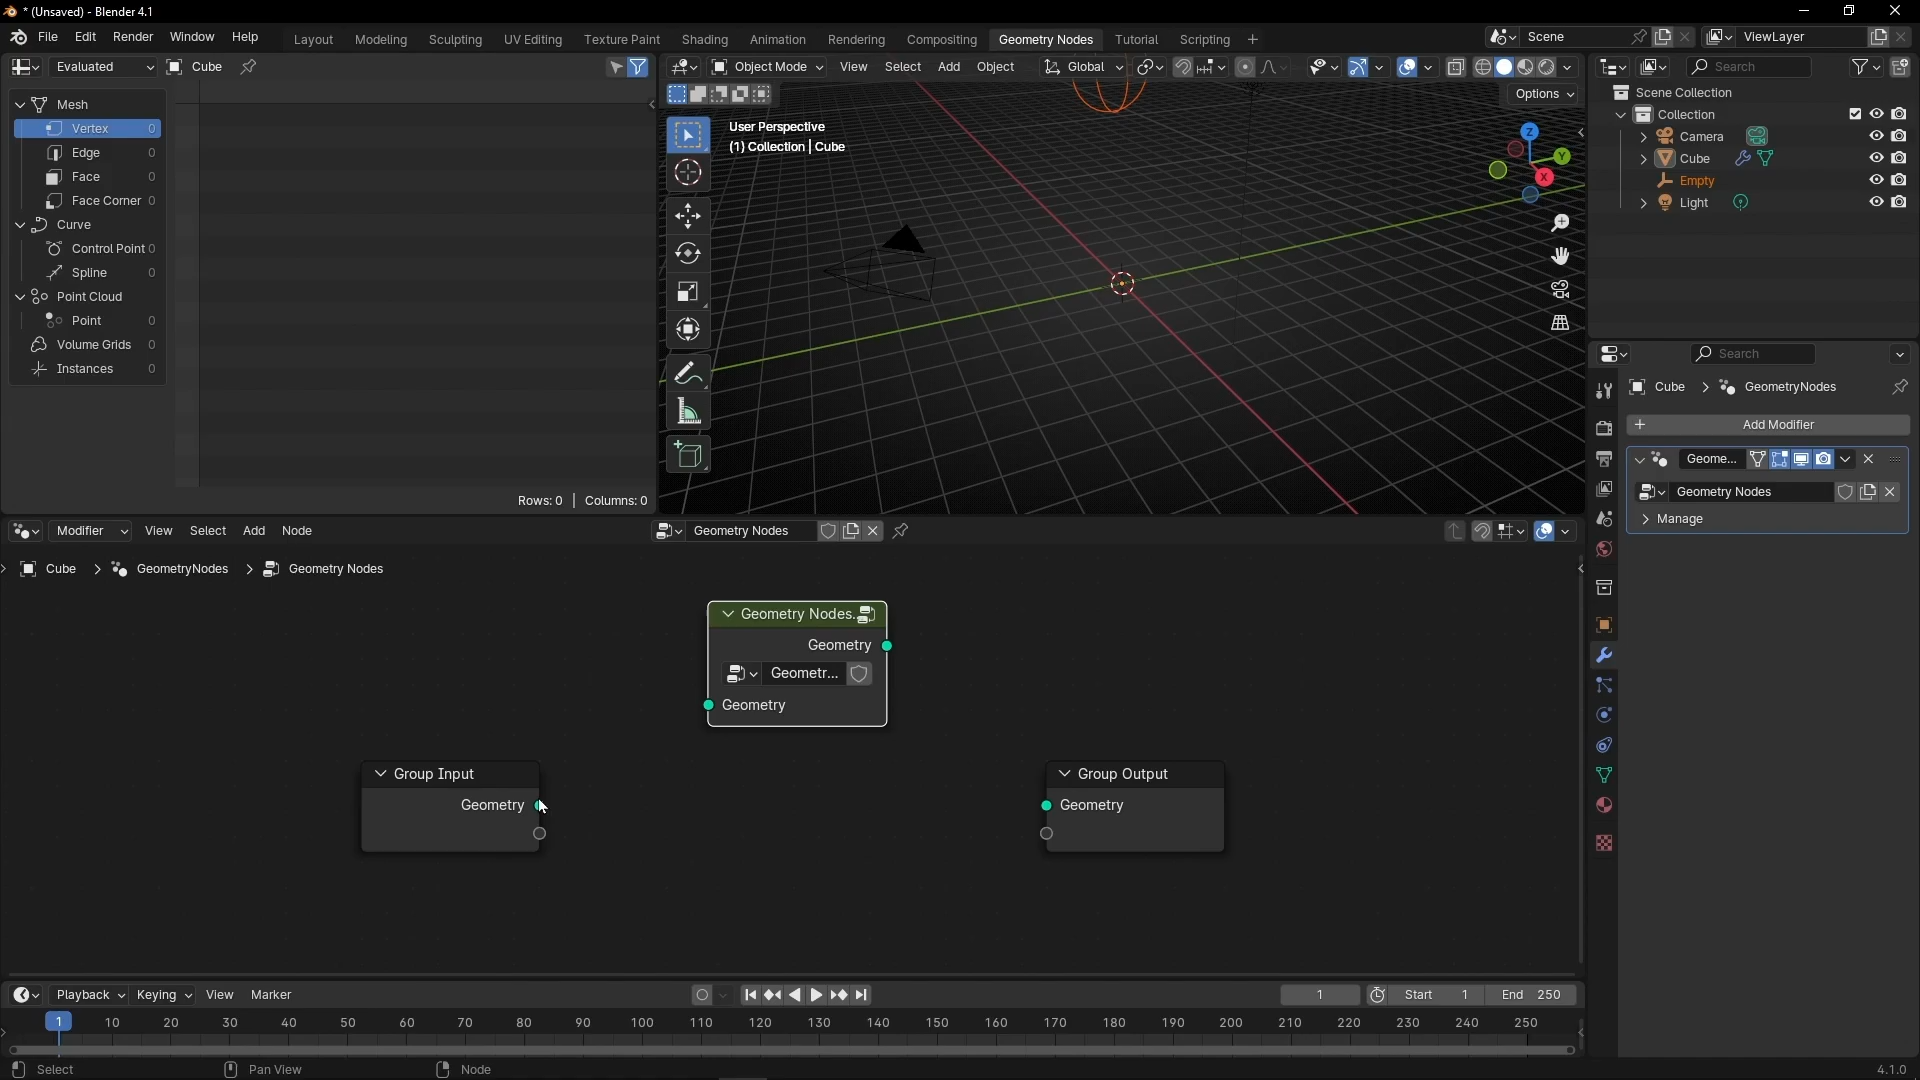 * (Unsaved) - Blender 4.1
File Edit Render Window Help Layout Modeling Sculpting UV Editing Texture Paint Shading Animation Rendering Compositing Geometry Nodes Tutorial Scripting + Scene ViewLayer
Evaluated Cube
Object Mode View Select Add Object Global
Search
Options
User Perspective
(1) Collection | Cube
Z
Y
X
Mesh
Vertex 0
Edge 0
Face 0
Face Corner 0
Curve
Control Point 0
Spline 0
Point Cloud
Point 0
Volume Grids 0
Instances 0
Rows: 0 | Columns: 0
Scene Collection
Collection
Camera
Cube
Empty
Light
Search
Cube > GeometryNodes
+ Add Modifier
Geome...
Geometry Nodes
Manage
Modifier View Select Add Node Geometry Nodes
Cube > GeometryNodes > Geometry Nodes
Geometry Nodes.
Geometry
Geometr...
Geometry
Group Input
Geometry
Group Output
Geometry
Playback Keying View Marker 1 Start 1 End 250
1 10 20 30 40 50 60 70 80 90 100 110 120 130 140 150 160 170 180 190 200 210 220 230 240 250
Select Pan View Node 4.1.0